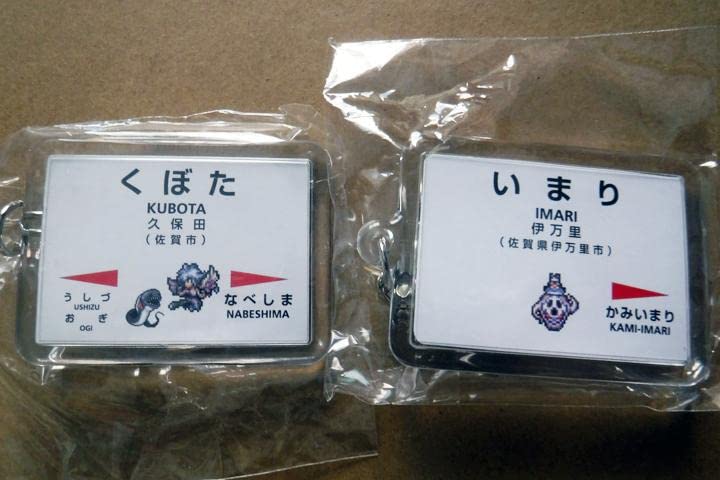 くぼた
KUBOTA
久保田
(佐賀市)
うしづ
USHIZU
おぎ
OGI
なべしま
NABESHIMA
いまり
IMARI
伊万里
(佐賀県伊万里市)
かみいまり
KAMI-IMARI